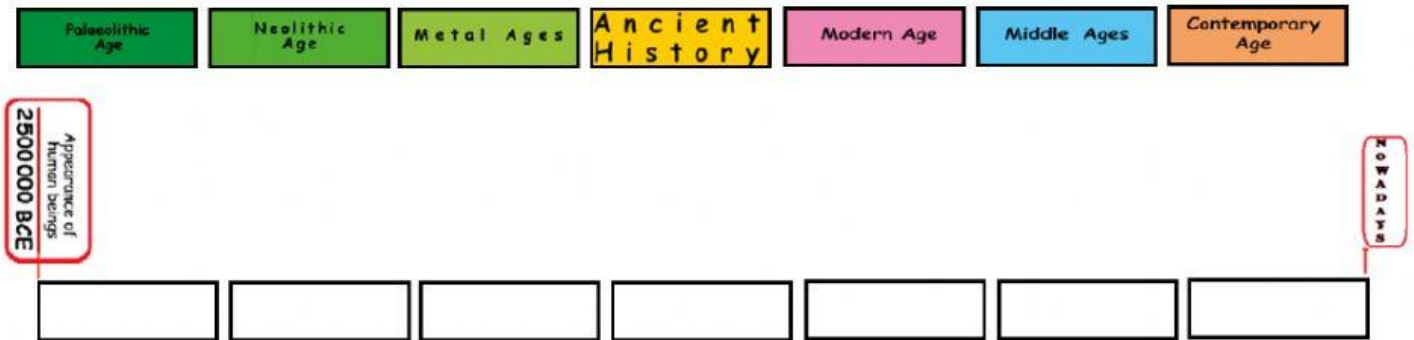 Palaeolithic
Age
Neolithic
Age
Metal Ages
Ancient
History
Modern Age
Middle Ages
Contemporary
Age
Appearance of
human beings
2500000 BCE
NOWADAYS